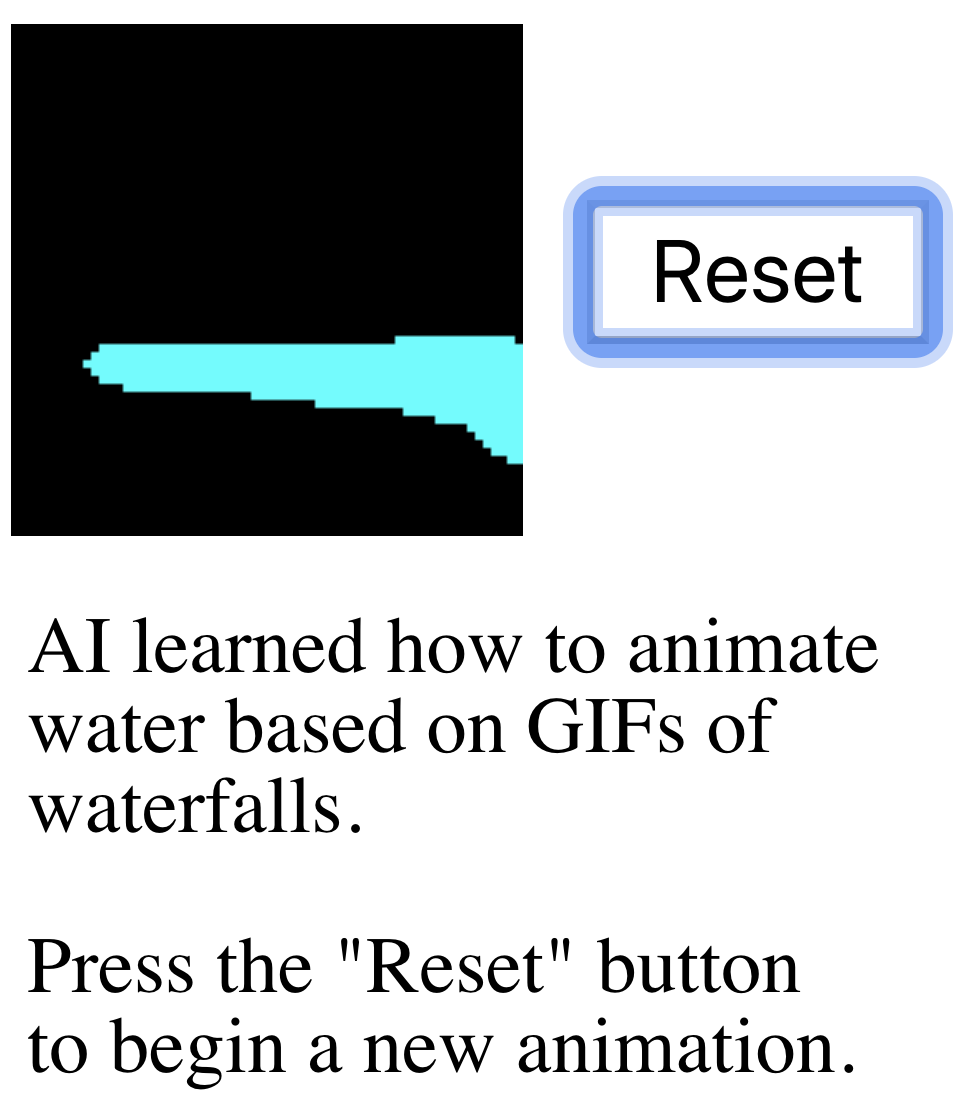 Reset
AI learned how to animate
water based on GIFs of
waterfalls.
Press the "Reset" button
to begin a new animation.